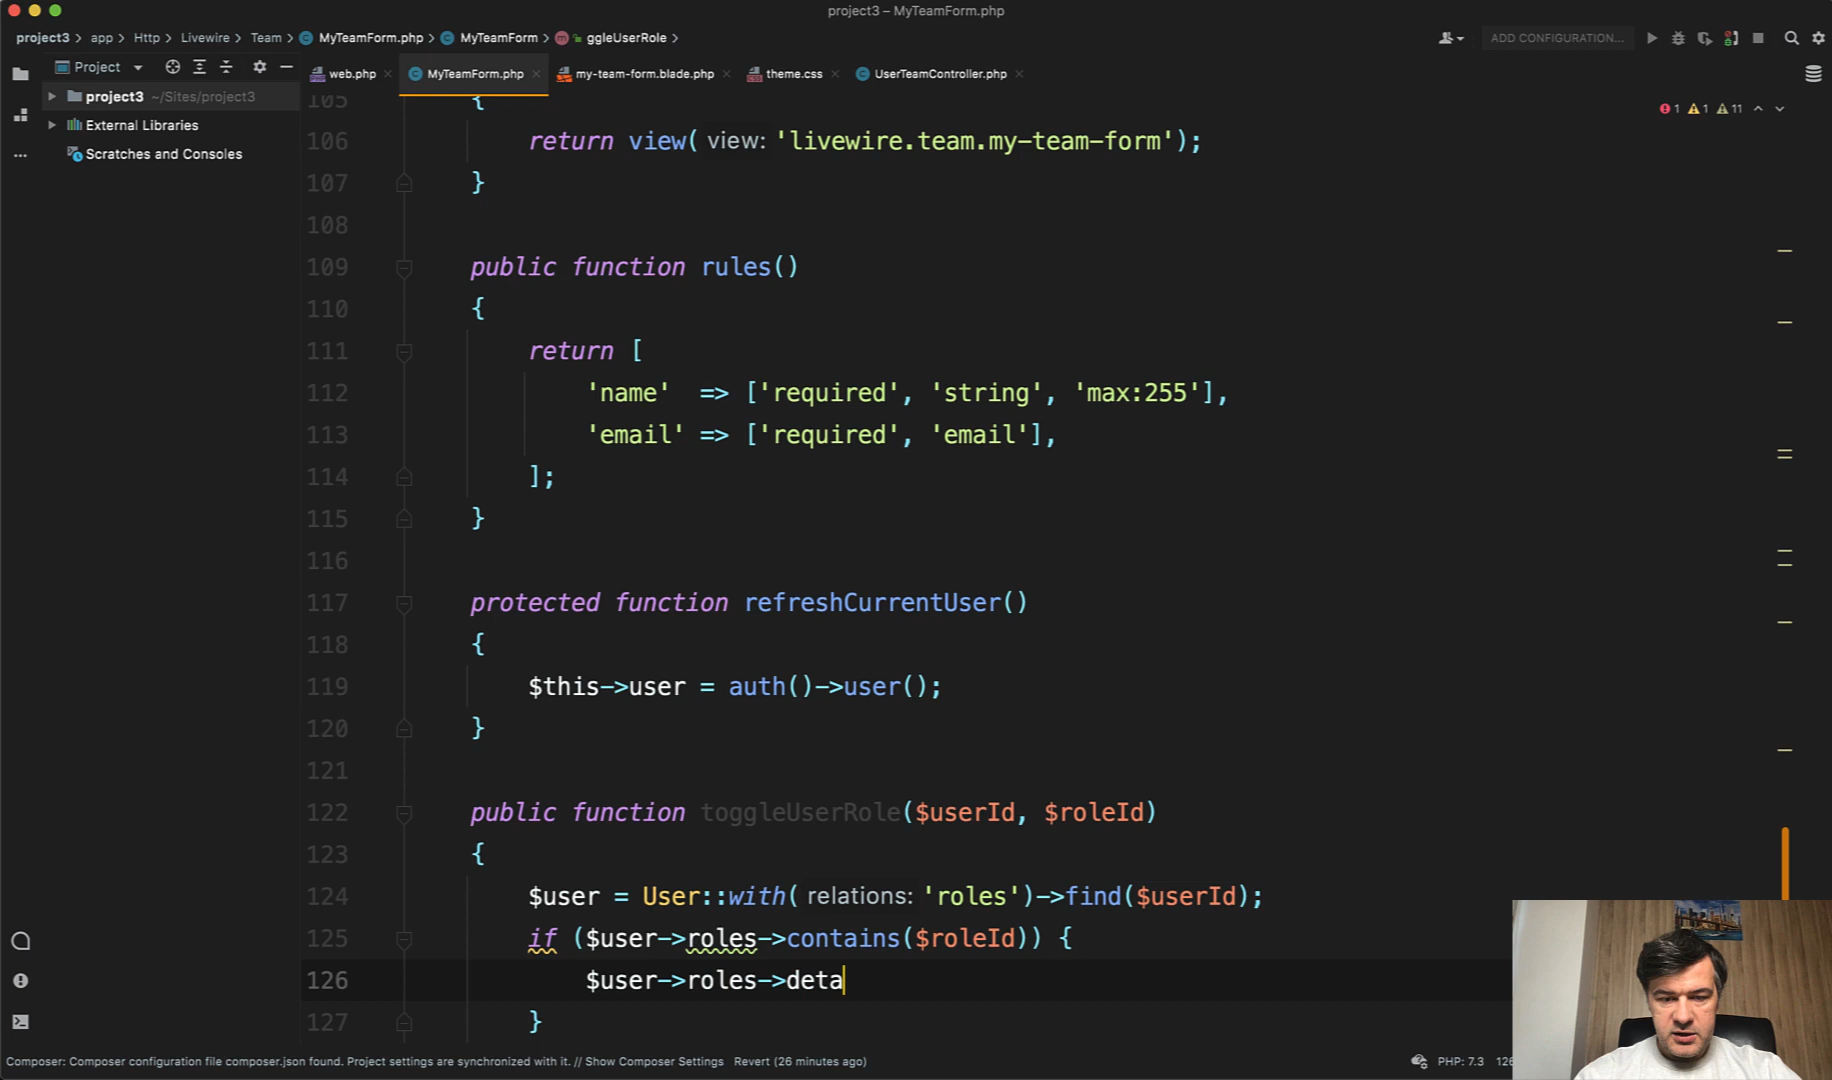 project3 – MyTeamForm.php
project3 app Http Livewire Team MyTeamForm.php MyTeamForm ggleUserRole
ADD CONFIGURATION...
Project
web.php MyTeamForm.php my-team-form.blade.php theme.css UserTeamController.php
project3 ~/Sites/project3
External Libraries
Scratches and Consoles
1 1 11
105 {
106 return view( view: 'livewire.team.my-team-form');
107 }
108
109 public function rules()
110 {
111 return [
112 'name' => ['required', 'string', 'max:255'],
113 'email' => ['required', 'email'],
114 ];
115 }
116
117 protected function refreshCurrentUser()
118 {
119 $this->user = auth()->user();
120 }
121
122 public function toggleUserRole($userId, $roleId)
123 {
124 $user = User::with( relations: 'roles')->find($userId);
125 if ($user->roles->contains($roleId)) {
126 $user->roles->deta
127 }
Composer: Composer configuration file composer.json found. Project settings are synchronized with it. // Show Composer Settings Revert (26 minutes ago)
PHP: 7.3